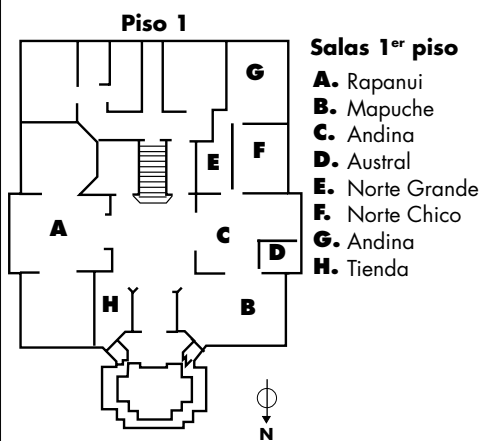 Piso 1
Salas 1er piso
A. Rapanui
B. Mapuche
C. Andina
D. Austral
E. Norte Grande
F. Norte Chico
G. Andina
H. Tienda
G
E
F
A
C
D
H
B
N